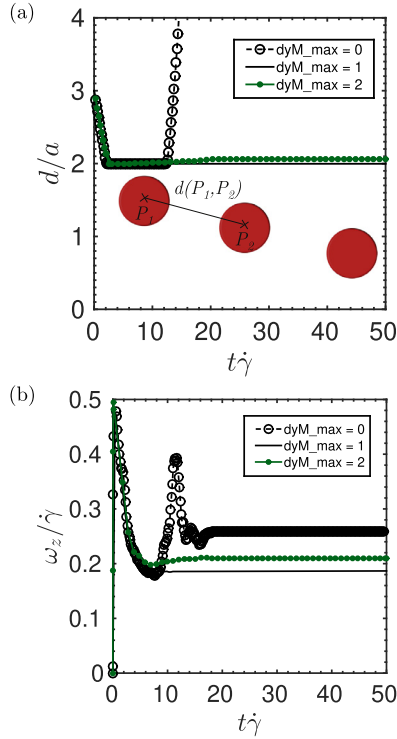 (a)
4
3
2
1
0
d/a
dyM_max = 0
dyM_max = 1
dyM_max = 2
d(P1,P2)
P1
P2
0 10 20 30 40 50
tγ̇
(b)
0.5
0.4
0.3
0.2
0.1
0
ωz/γ̇
dyM_max = 0
dyM_max = 1
dyM_max = 2
0 10 20 30 40 50
tγ̇